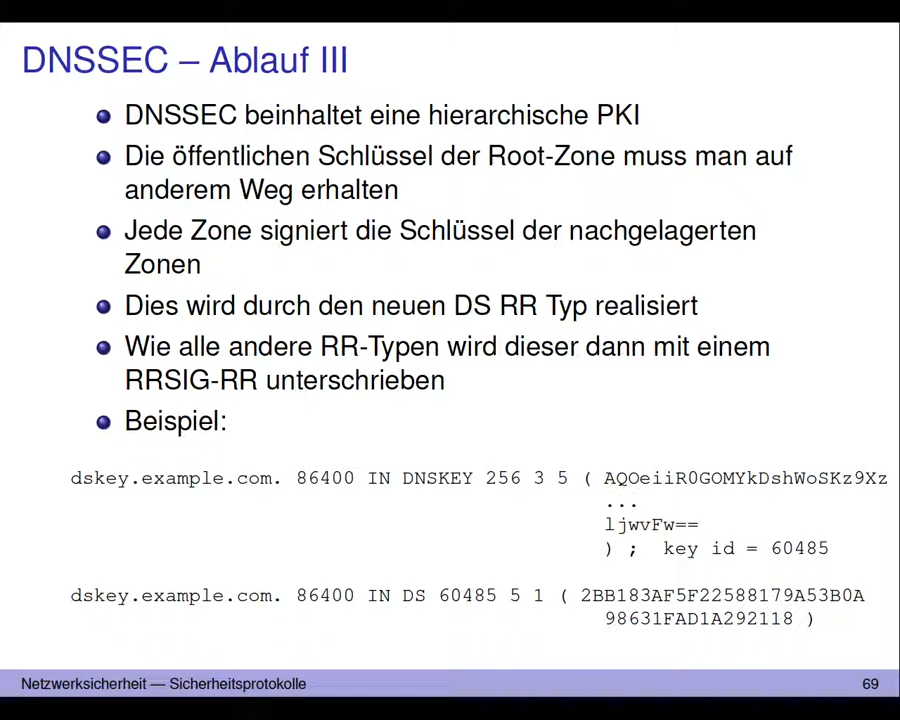 DNSSEC – Ablauf III
DNSSEC beinhaltet eine hierarchische PKI
Die öffentlichen Schlüssel der Root-Zone muss man auf
anderem Weg erhalten
Jede Zone signiert die Schlüssel der nachgelagerten
Zonen
Dies wird durch den neuen DS RR Typ realisiert
Wie alle andere RR-Typen wird dieser dann mit einem
RRSIG-RR unterschrieben
Beispiel:
dskey.example.com. 86400 IN DNSKEY 256 3 5 ( AQOeiiR0GOMYkDshWoSKz9Xz
...
ljwvFw==
) ; key id = 60485
dskey.example.com. 86400 IN DS 60485 5 1 ( 2BB183AF5F22588179A53B0A
98631FAD1A292118 )
Netzwerksicherheit — Sicherheitsprotokolle 69